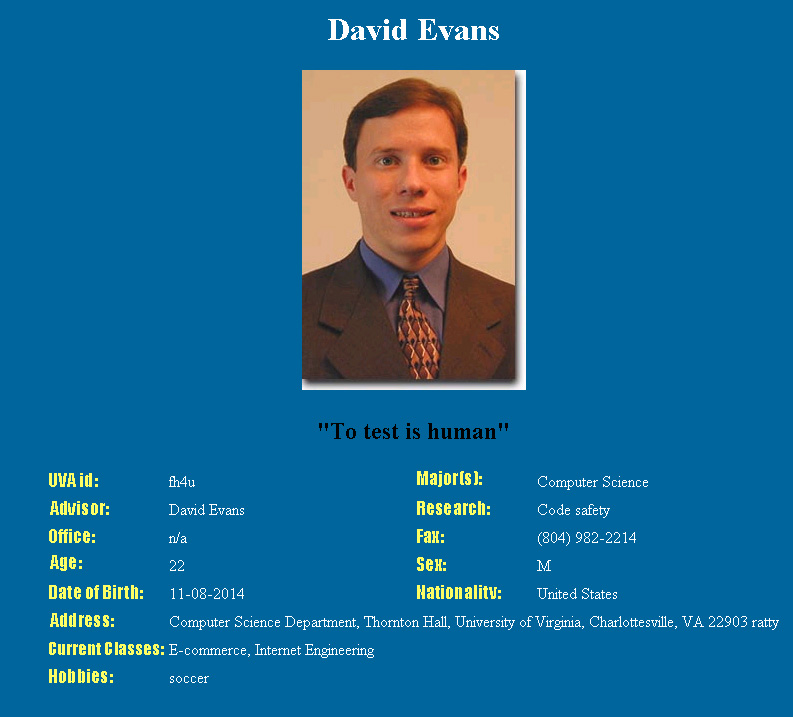 David Evans
"To test is human"
UVA id: fh4u Major(s): Computer Science
Advisor: David Evans Research: Code safety
Office: n/a Fax: (804) 982-2214
Age: 22 Sex: M
Date of Birth: 11-08-2014 Nationality: United States
Address: Computer Science Department, Thornton Hall, University of Virginia, Charlottesville, VA 22903 ratty
Current Classes: E-commerce, Internet Engineering
Hobbies: soccer